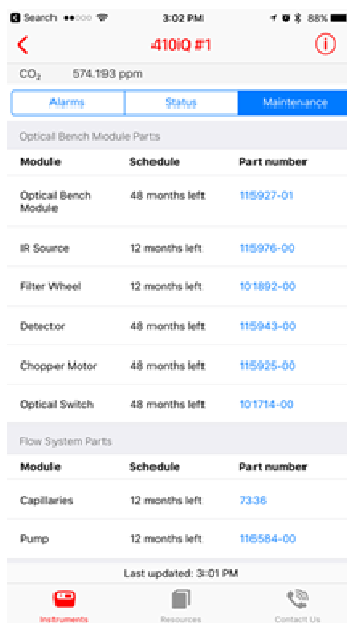 Search 3:02 PM 88%
410iQ #1
CO₂ 574.193 ppm
Alarms Status Maintenance
Optical Bench Module Parts
Module Schedule Part number
Optical Bench Module 48 months left 115927-01
IR Source 12 months left 115976-00
Filter Wheel 12 months left 101892-00
Detector 48 months left 115943-00
Chopper Motor 48 months left 115925-00
Optical Switch 48 months left 101714-00
Flow System Parts
Module Schedule Part number
Capillaries 12 months left 7336
Pump 12 months left 116584-00
Last updated: 3:01 PM
Instruments Resources Contact Us